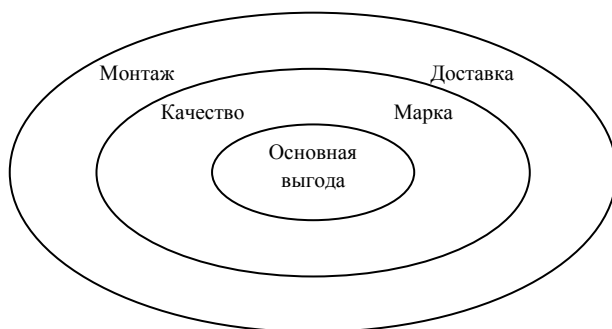 Монтаж Доставка
Качество Марка
Основная
выгода